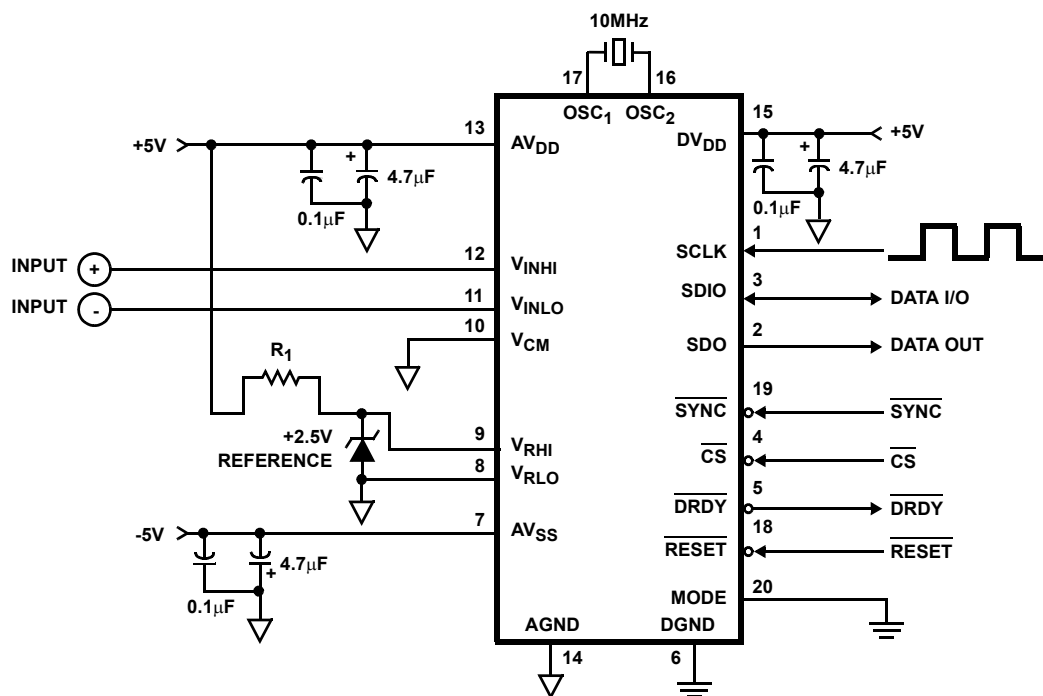 10MHz
17 16
OSC1 OSC2
+5V 13 AVDD
+ 4.7μF
0.1μF
DVDD 15 +5V
+ 4.7μF
0.1μF
INPUT + 12 VINHI
INPUT - 11 VINLO
10 VCM
R1
+2.5V
REFERENCE
9 VRHI
8 VRLO
-5V 7 AVSS
4.7μF
+
0.1μF
SCLK 1
SDIO 3 DATA I/O
SDO 2 DATA OUT
SYNC 19 SYNC
CS 4 CS
DRDY 5 DRDY
RESET 18 RESET
MODE 20
AGND DGND
14 6